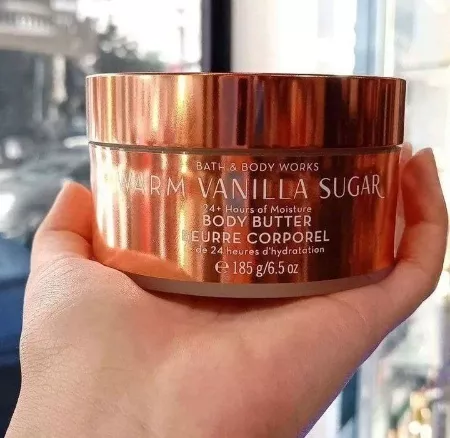 BATH & BODY WORKS
WARM VANILLA SUGAR
24+ Hours of Moisture
BODY BUTTER
BEURRE CORPOREL
de 24 heures d'hydratation
℮ 185 g/6.5 oz